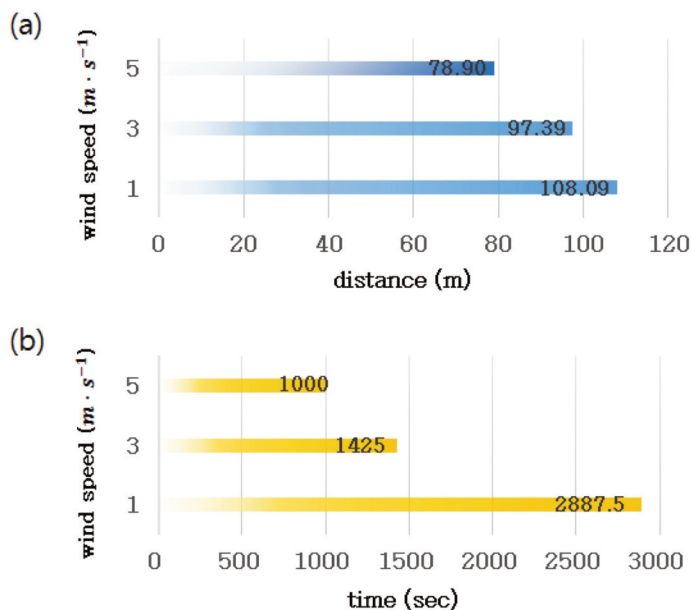 (a)
wind speed (m · s⁻¹)
5
78.90
3
97.39
1
108.09
0 20 40 60 80 100 120
distance (m)
(b)
wind speed (m · s⁻¹)
5
1000
3
1425
1
2887.5
0 500 1000 1500 2000 2500 3000
time (sec)